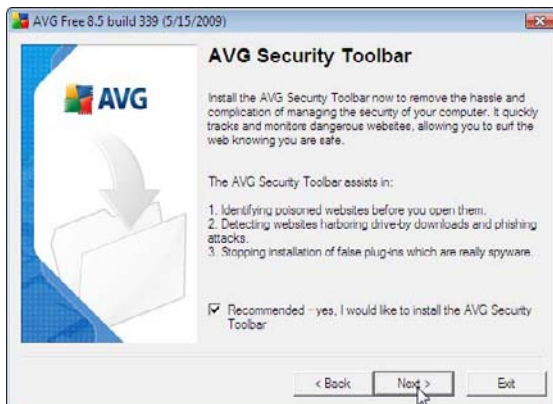 AVG Free 8.5 build 339 (5/15/2009)
AVG
AVG Security Toolbar
Install the AVG Security Toolbar now to remove the hassle and
complication of managing the security of your computer. It quickly
tracks and monitors dangerous websites, allowing you to surf the
web knowing you are safe.
The AVG Security Toolbar assists in:
1. Identifying poisoned websites before you open them.
2. Detecting websites harboring drive-by downloads and phishing
attacks.
3. Stopping installation of false plug-ins which are really spyware.
Recommended - yes, I would like to install the AVG Security
Toolbar
< Back
Next >
Exit